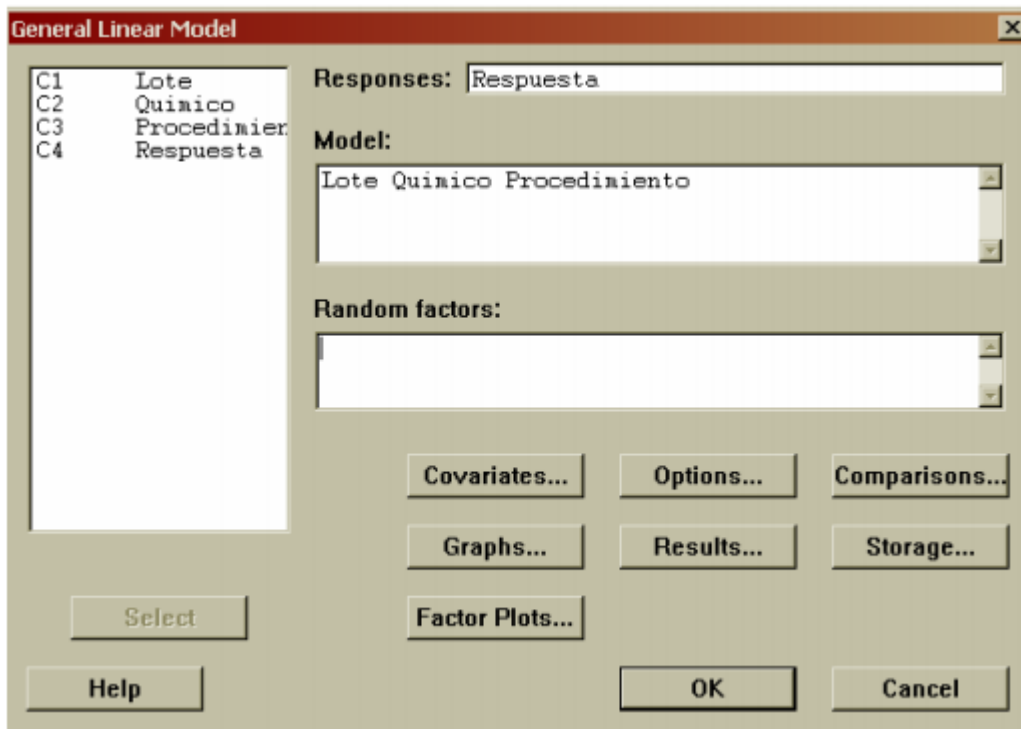 General Linear Model
C1 Lote
C2 Quimico
C3 Procedimien
C4 Respuesta
Responses: Respuesta
Model:
Lote Quimico Procedimiento
Random factors:
Covariates... Options... Comparisons...
Graphs... Results... Storage...
Select Factor Plots...
Help OK Cancel